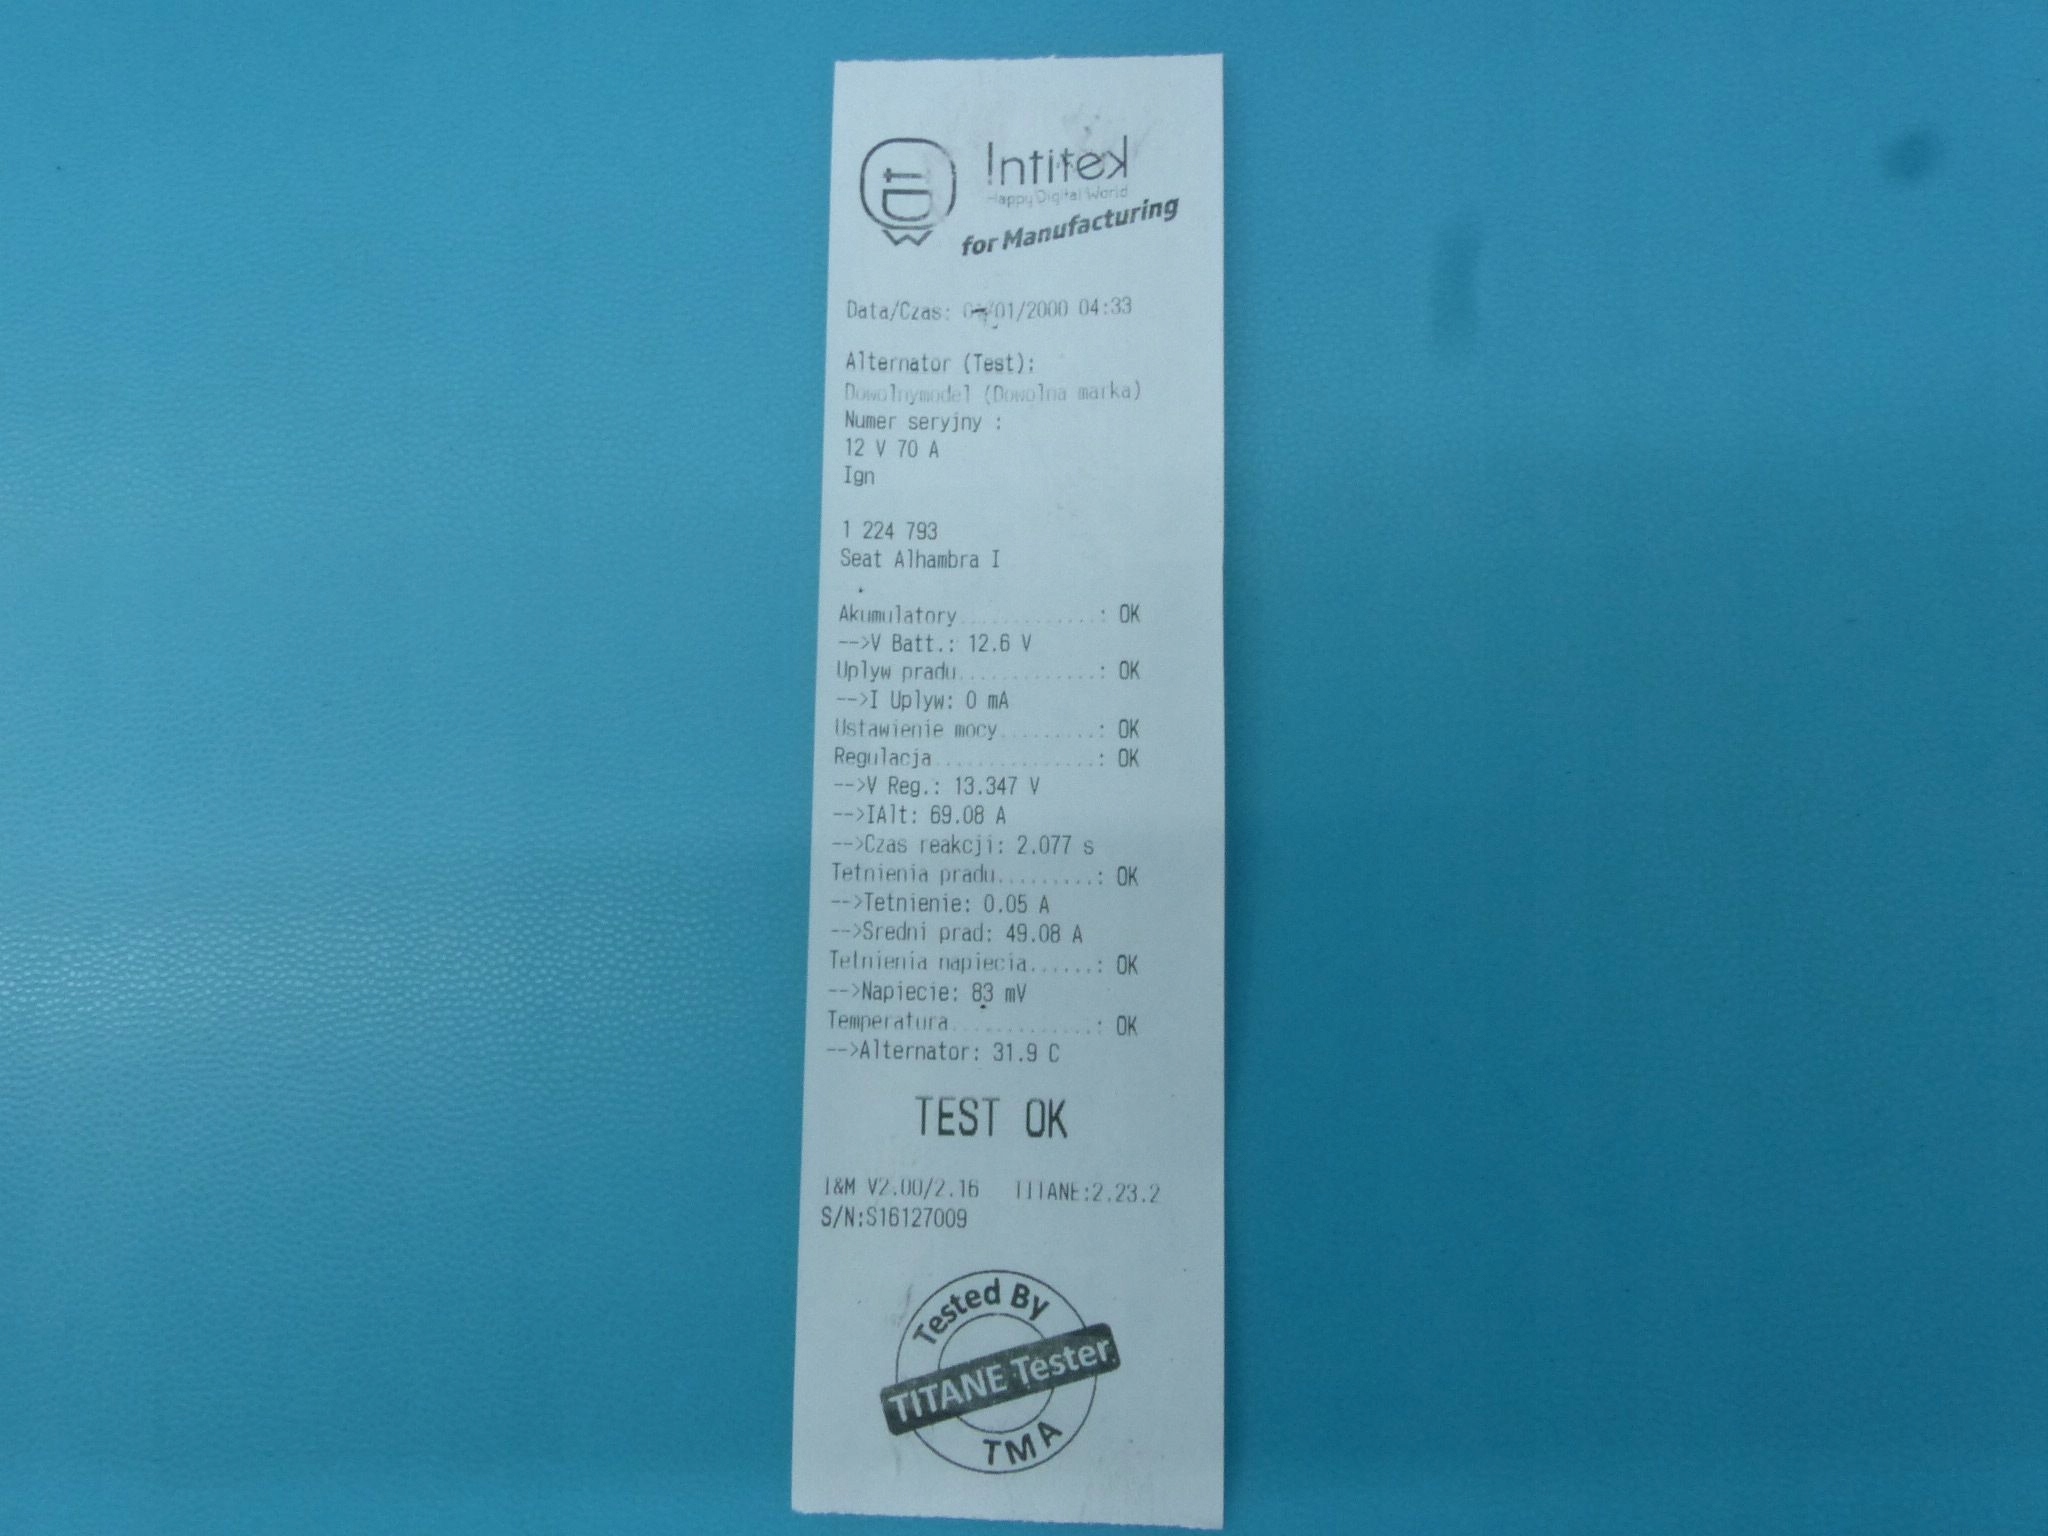 IDW
Intitek
Happy Digital World
for Manufacturing
Data/Czas: /01/2000 04:33
Alternator (Test):
Dowolnymodel (Dowolna marka)
Numer seryjny :
12 V 70 A
Ign
1 224 793
Seat Alhambra I
Akumulatory.............: OK
-->V Batt.: 12.6 V
Uplyw pradu.............: OK
-->I Uplyw: 0 mA
Ustawienie mocy.........: OK
Regulacja...............: OK
-->V Reg.: 13.347 V
-->IAlt: 69.08 A
-->Czas reakcji: 2.077 s
Tetnienia pradu.........: OK
-->Tetnienie: 0.05 A
-->Sredni prad: 49.08 A
Tetnienia napiecia......: OK
-->Napiecie: 83 mV
Temperatura.............: OK
-->Alternator: 31.9 C
TEST OK
I&M V2.00/2.16 TITANE:2.23.2
S/N:S16127009
Tested By
TITANE Tester
TMA